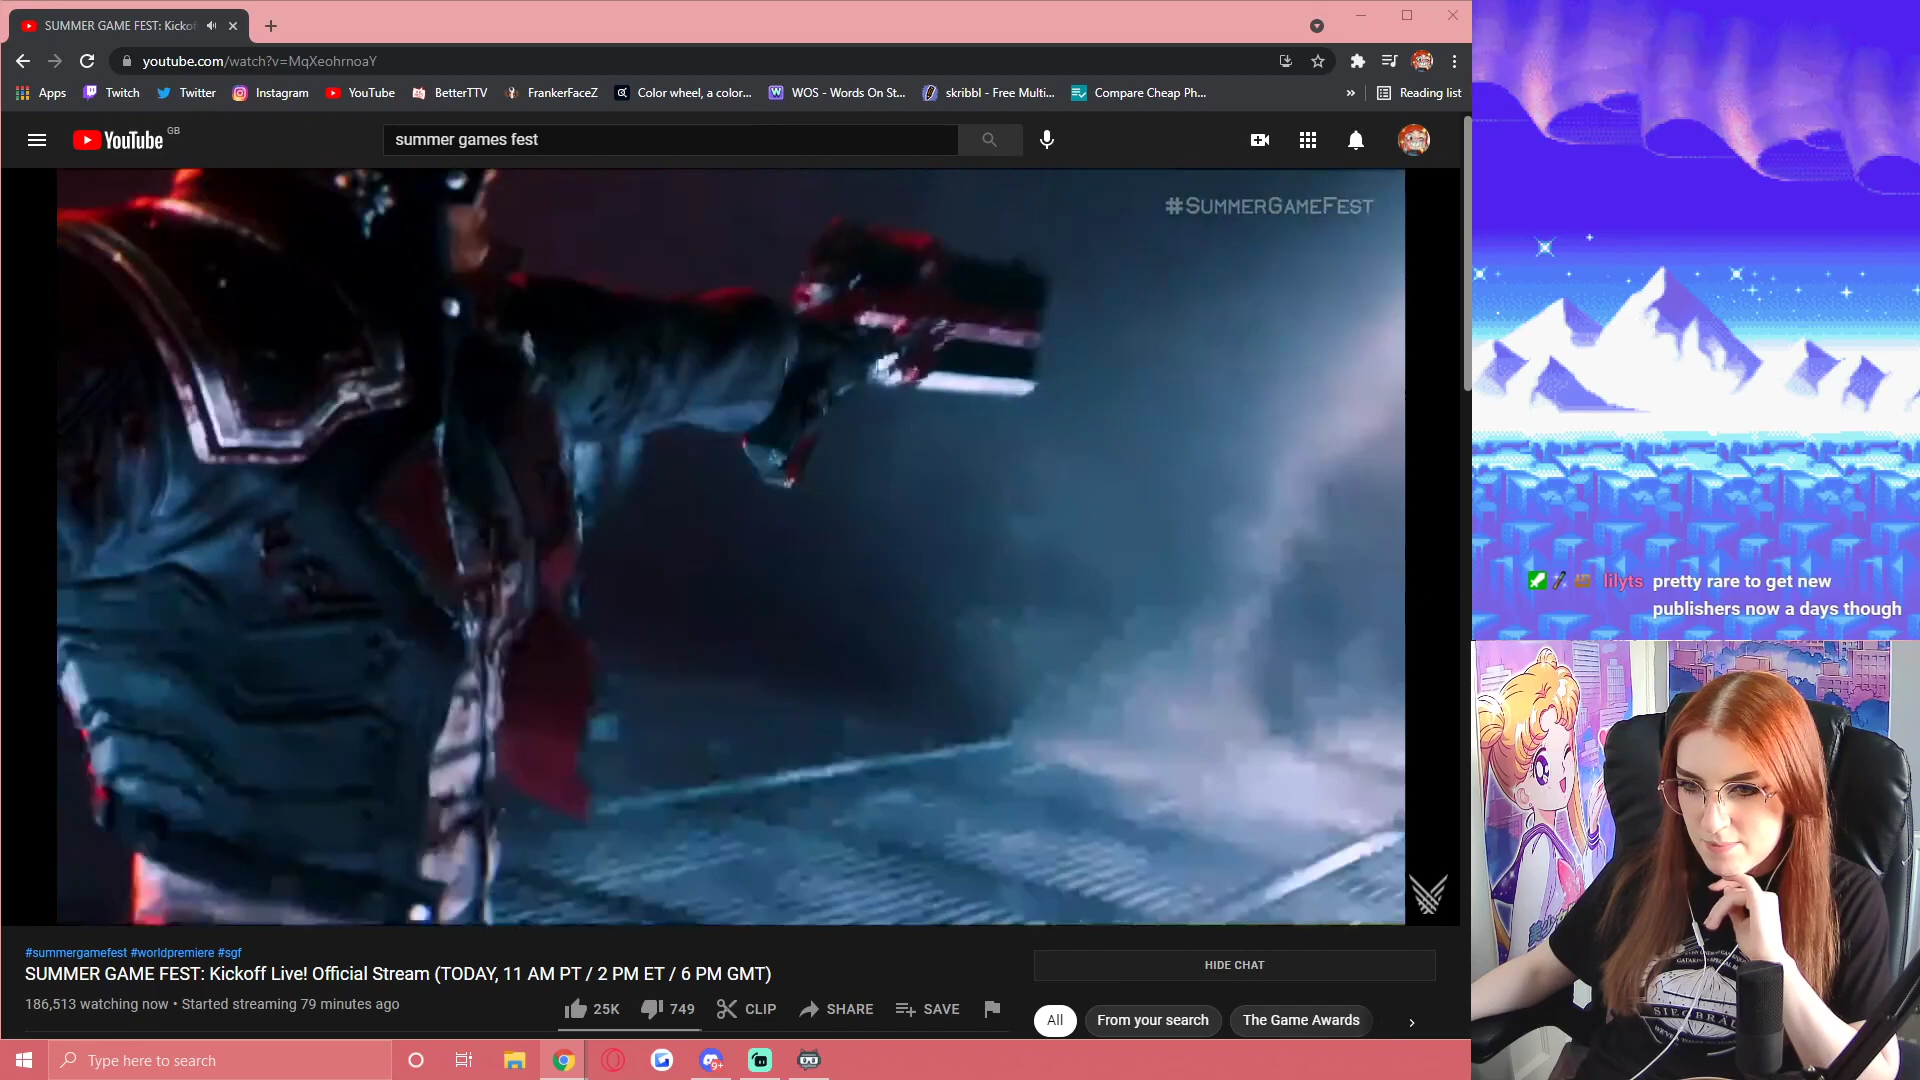 SUMMER GAME FEST: Kicko
youtube.com/watch?v=MqXeohrnoaY
Apps
Twitch
Twitter
Instagram
YouTube
BetterTTV
FrankerFaceZ
Color wheel, a color...
WOS - Words On St...
skribbl - Free Multi...
Compare Cheap Ph...
»
Reading list
YouTube GB
summer games fest
#SUMMERGAMEFEST
lilyts pretty rare to get new
publishers now a days though
#summergamefest #worldpremiere #sgf
SUMMER GAME FEST: Kickoff Live! Official Stream (TODAY, 11 AM PT / 2 PM ET / 6 PM GMT)
186,513 watching now • Started streaming 79 minutes ago
25K
749
CLIP
SHARE
SAVE
HIDE CHAT
All
From your search
The Game Awards
Type here to search
9+